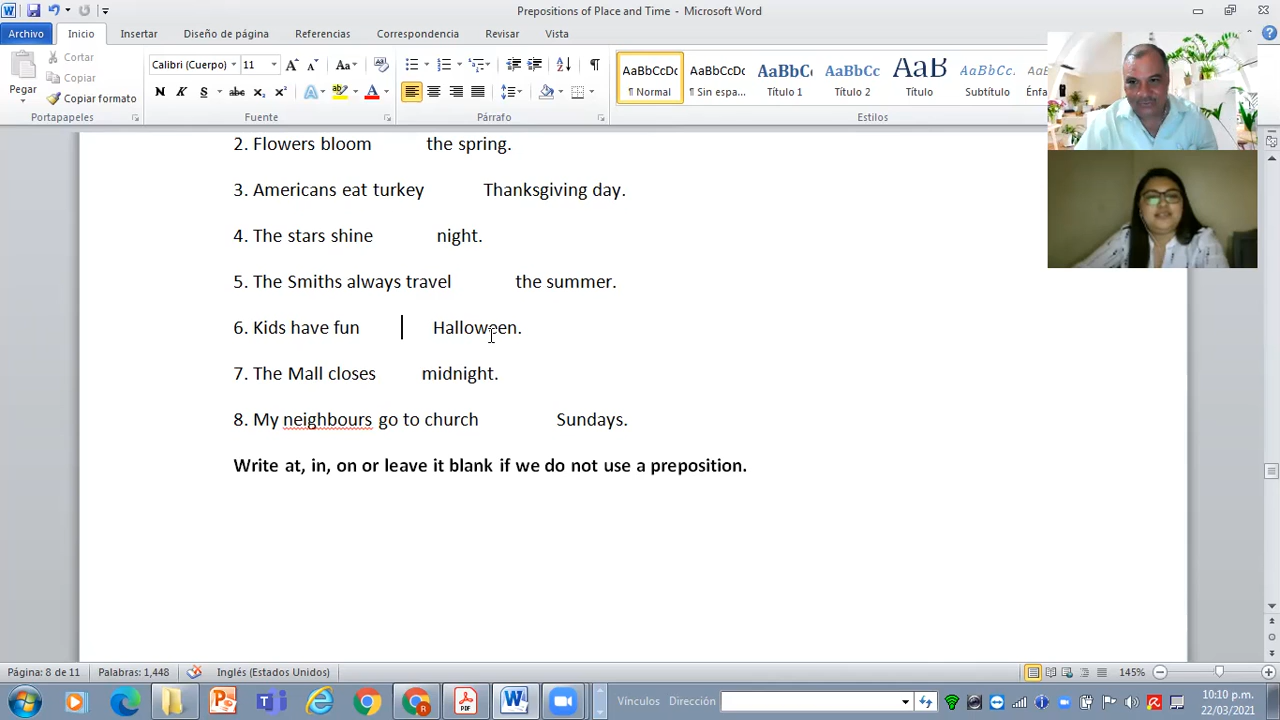 Prepositions of Place and Time - Microsoft Word
Archivo Inicio Insertar Diseño de página Referencias Correspondencia Revisar Vista
Pegar
Cortar
Copiar
Copiar formato
Portapapeles
Calibri (Cuerpo) 11
Fuente
Párrafo
AaBbCcDc Normal
AaBbCcDc Sin espa...
AaBbC Título 1
AaBbCc Título 2
AaB Título
AaBbCc. Subtítulo
Estilos
2. Flowers bloom the spring.
3. Americans eat turkey Thanksgiving day.
4. The stars shine night.
5. The Smiths always travel the summer.
6. Kids have fun Halloween.
7. The Mall closes midnight.
8. My neighbours go to church Sundays.
Write at, in, on or leave it blank if we do not use a preposition.
Página: 8 de 11 Palabras: 1,448 Inglés (Estados Unidos) 145%
Vínculos Dirección
10:10 p.m.
22/03/2021